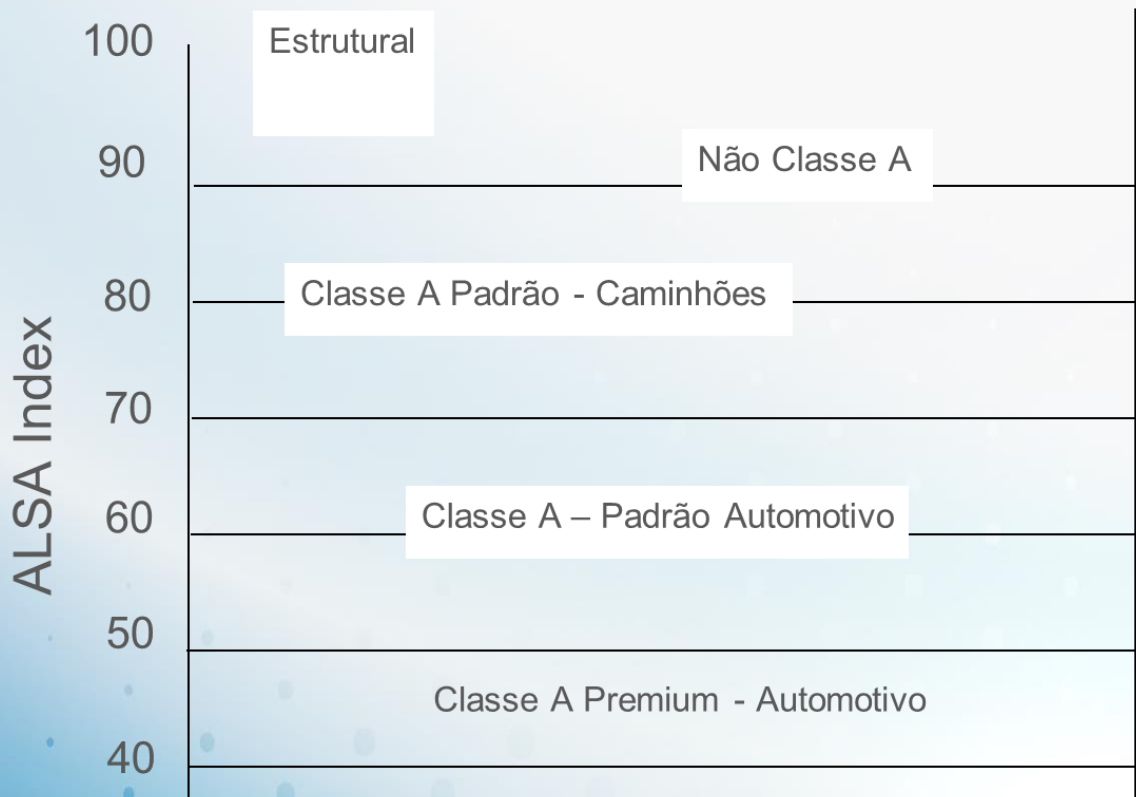 100
Estrutural
90
Não Classe A
80
Classe A Padrão - Caminhões
70
60
Classe A – Padrão Automotivo
50
Classe A Premium - Automotivo
40
ALSA Index